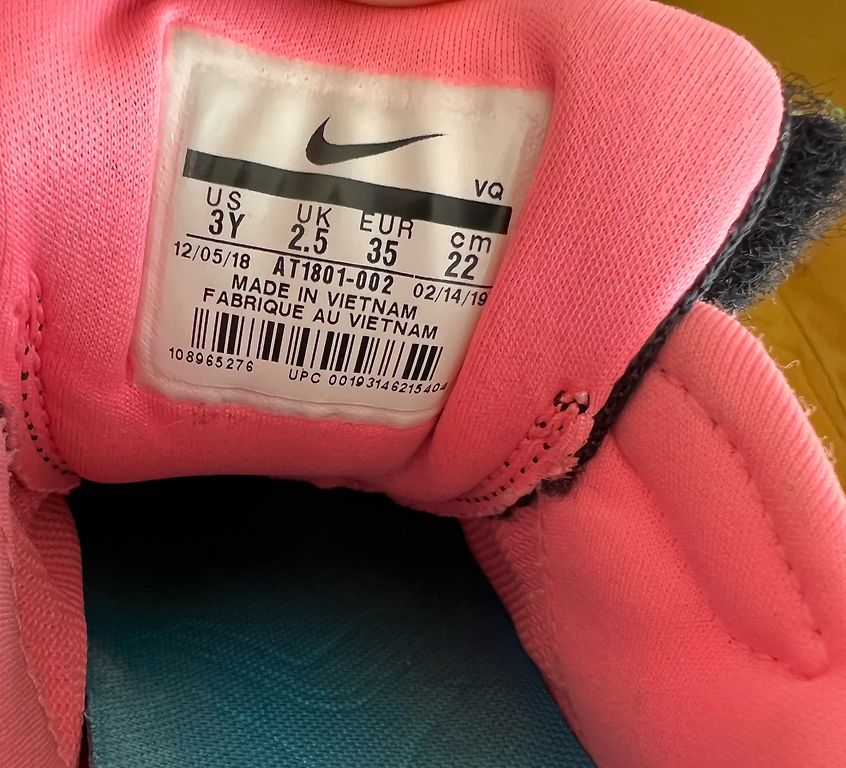 VQ
US UK EUR cm
3Y 2.5 35 22
12/05/18 AT1801-002 02/14/19
MADE IN VIETNAM
FABRIQUE AU VIETNAM
108965276 UPC 00193146215404